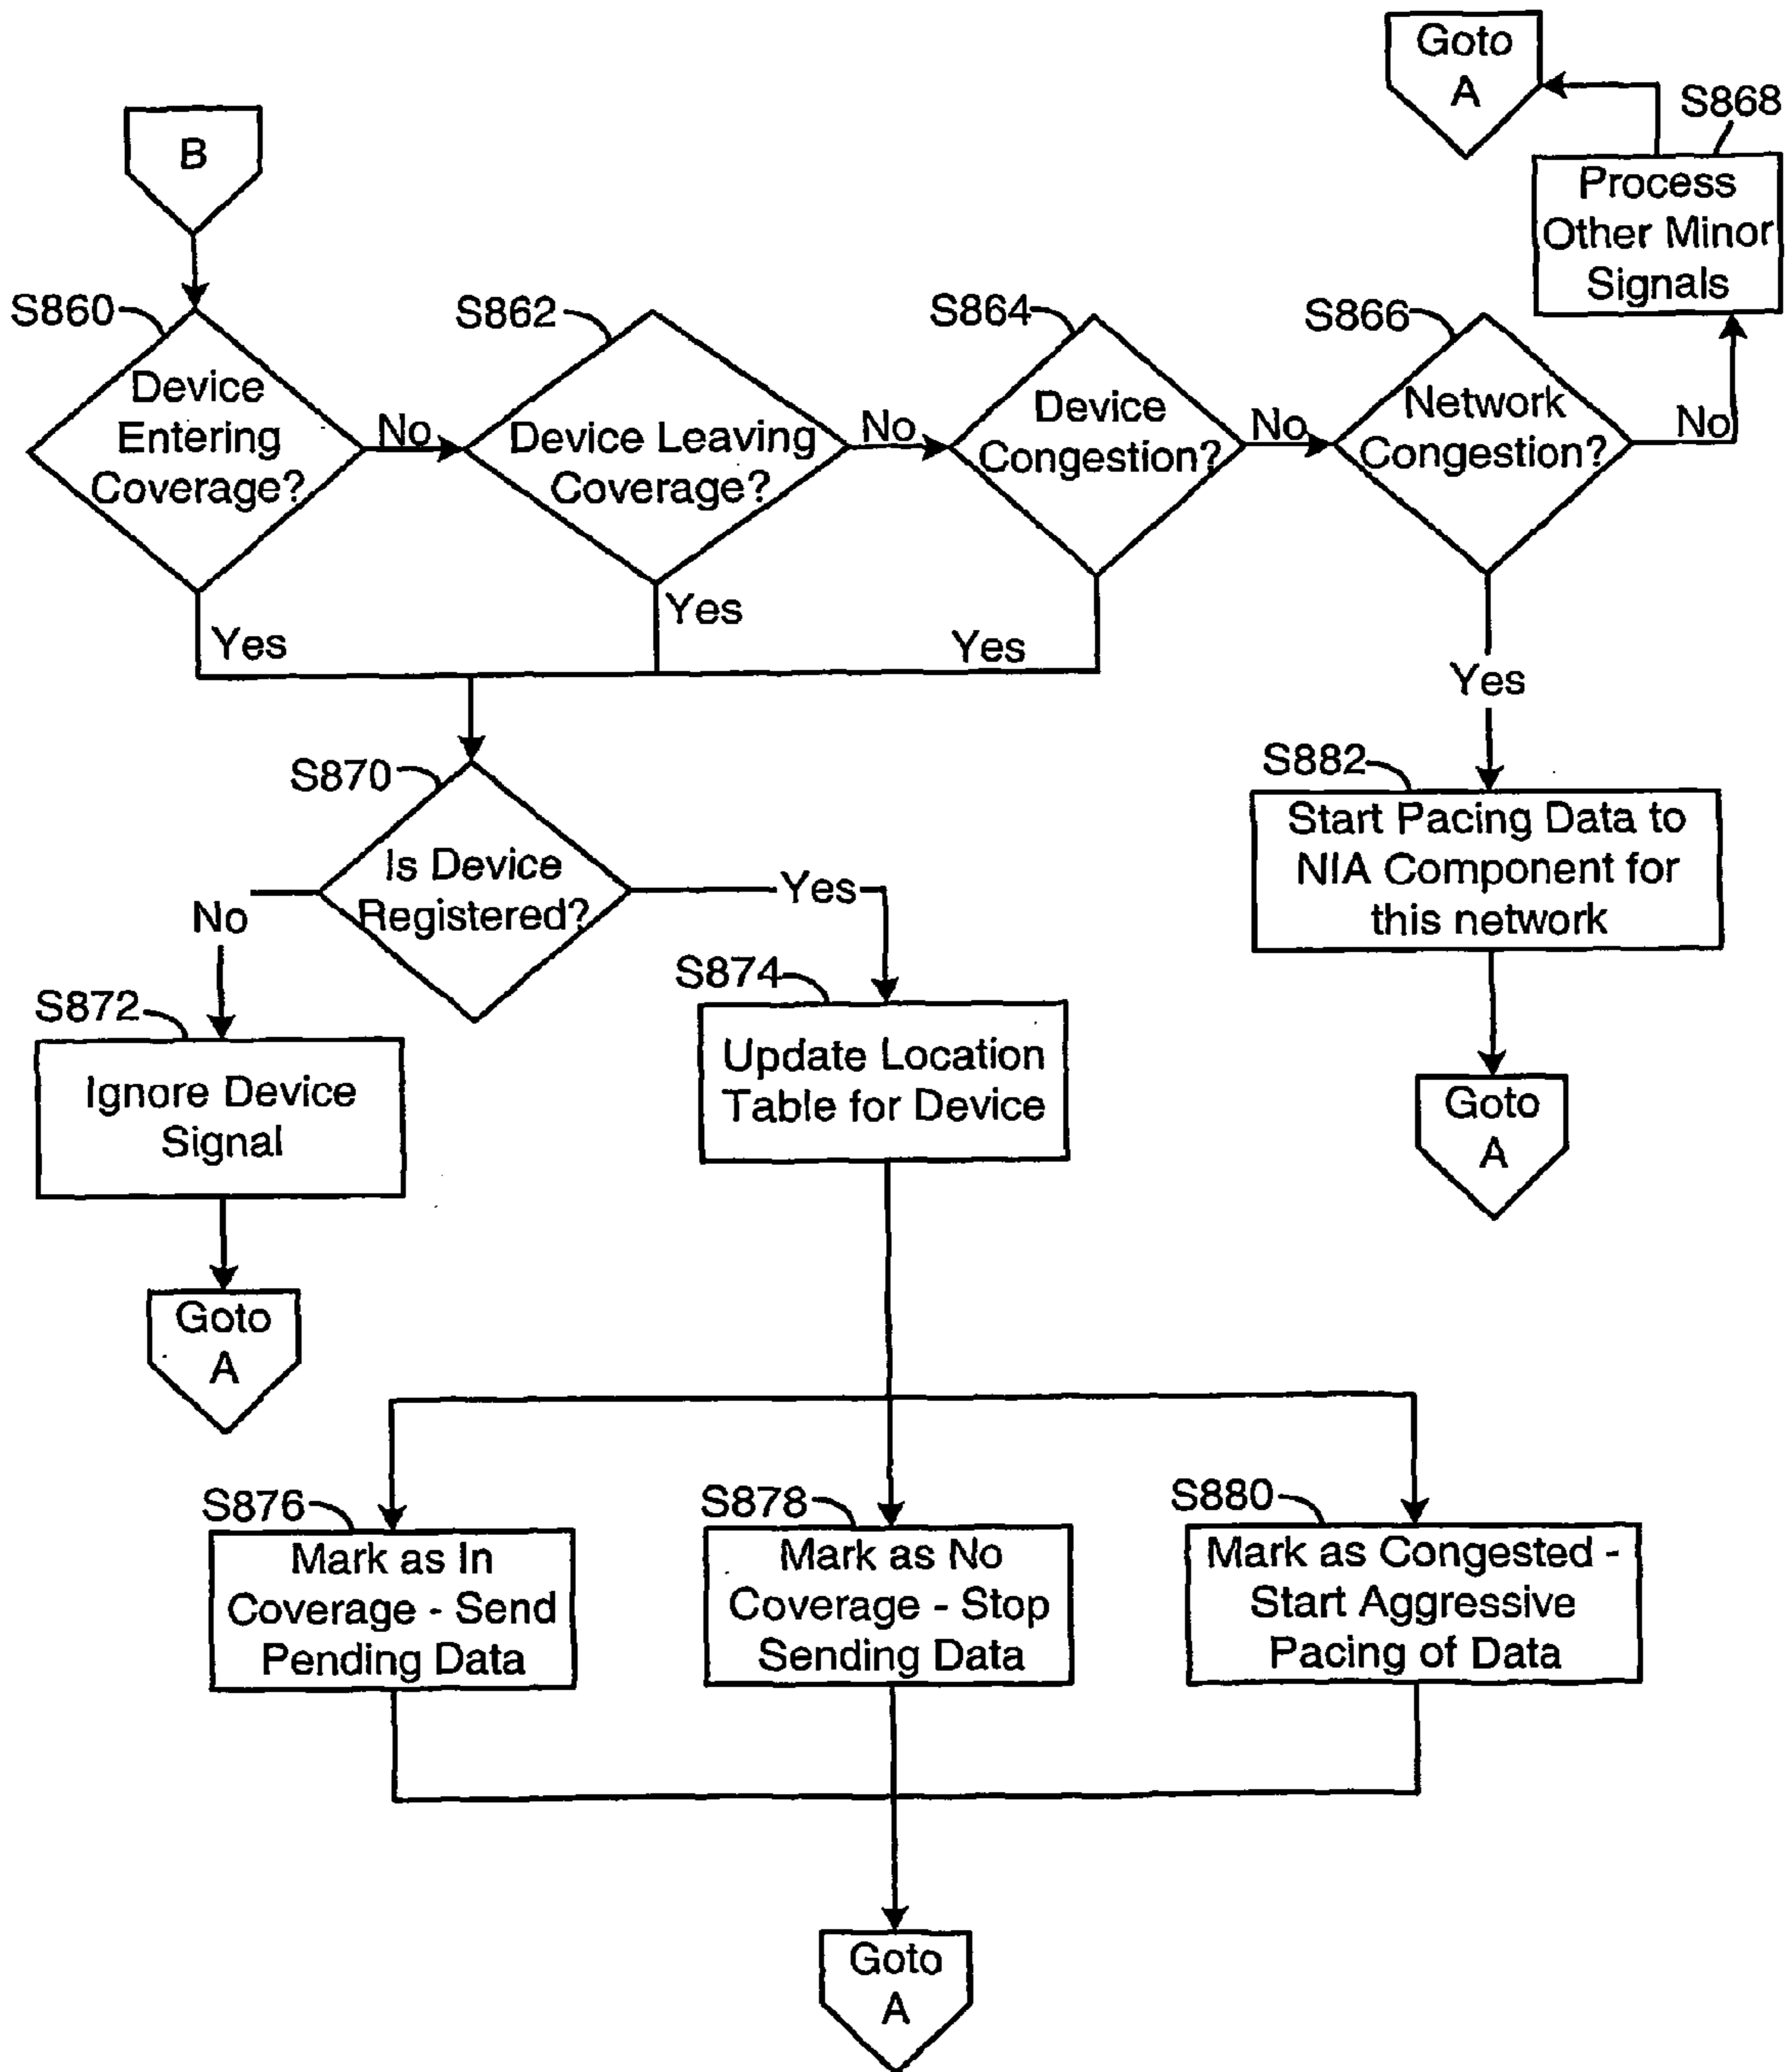 Goto
A
S868
B
Process
Other Minor
Signals
S860
S862
S864
S866
Device
Entering
Coverage?
No
Device Leaving
Coverage?
No
Device
Congestion?
No
Network
Congestion?
No
Yes
Yes
Yes
Yes
S870
Is Device
Registered?
No
Yes
S882
Start Pacing Data to
NIA Component for
this network
Goto
A
S872
Ignore Device
Signal
Goto
A
S874
Update Location
Table for Device
S876
Mark as In
Coverage - Send
Pending Data
S878
Mark as No
Coverage - Stop
Sending Data
S880
Mark as Congested -
Start Aggressive
Pacing of Data
Goto
A